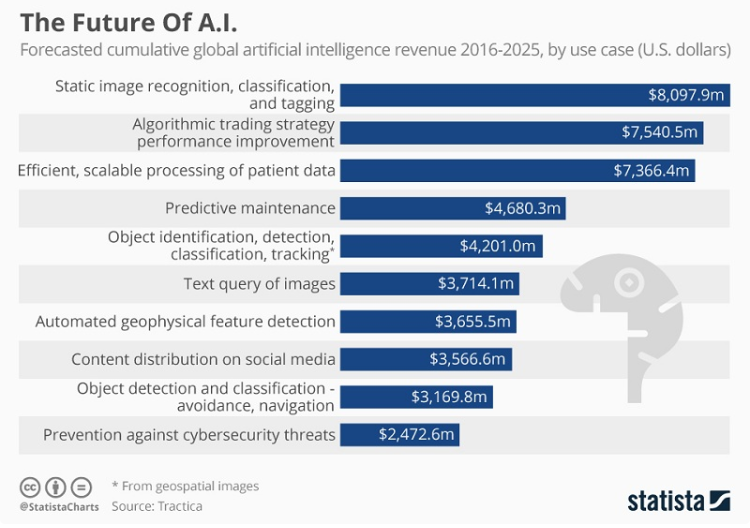 The Future Of A.I.
Forecasted cumulative global artificial intelligence revenue 2016-2025, by use case (U.S. dollars)
Static image recognition, classification,
and tagging
$8,097.9m
Algorithmic trading strategy
performance improvement
$7,540.5m
Efficient, scalable processing of patient data
$7,366.4m
Predictive maintenance
$4,680.3m
Object identification, detection,
classification, tracking*
$4,201.0m
Text query of images
$3,714.1m
Automated geophysical feature detection
$3,655.5m
Content distribution on social media
$3,566.6m
Object detection and classification -
avoidance, navigation
$3,169.8m
Prevention against cybersecurity threats
$2,472.6m
cc
@StatistaCharts
* From geospatial images
Source: Tractica
statista